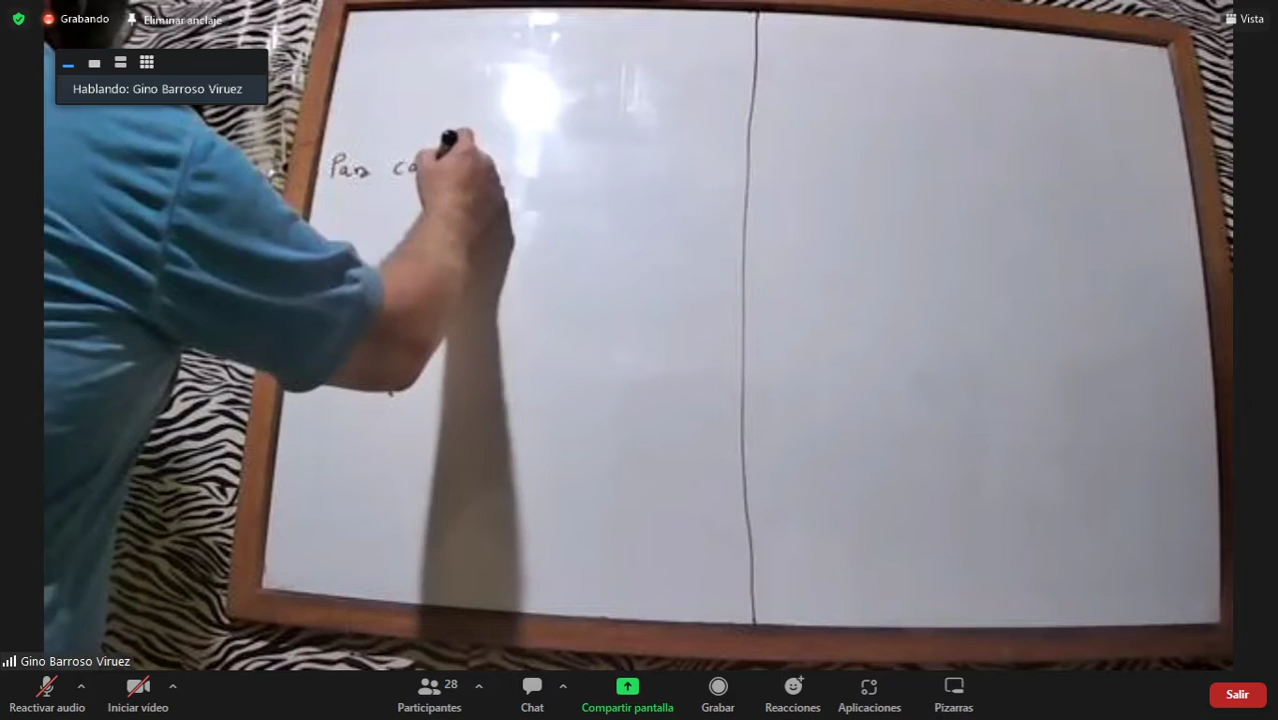 Grabando
Eliminar anclaje
Vista
Hablando: Gino Barroso Viruez
Para ca
Gino Barroso Viruez
28
Reactivar audio
Iniciar video
Participantes
Chat
Compartir pantalla
Grabar
Reacciones
Aplicaciones
Pizarras
Salir